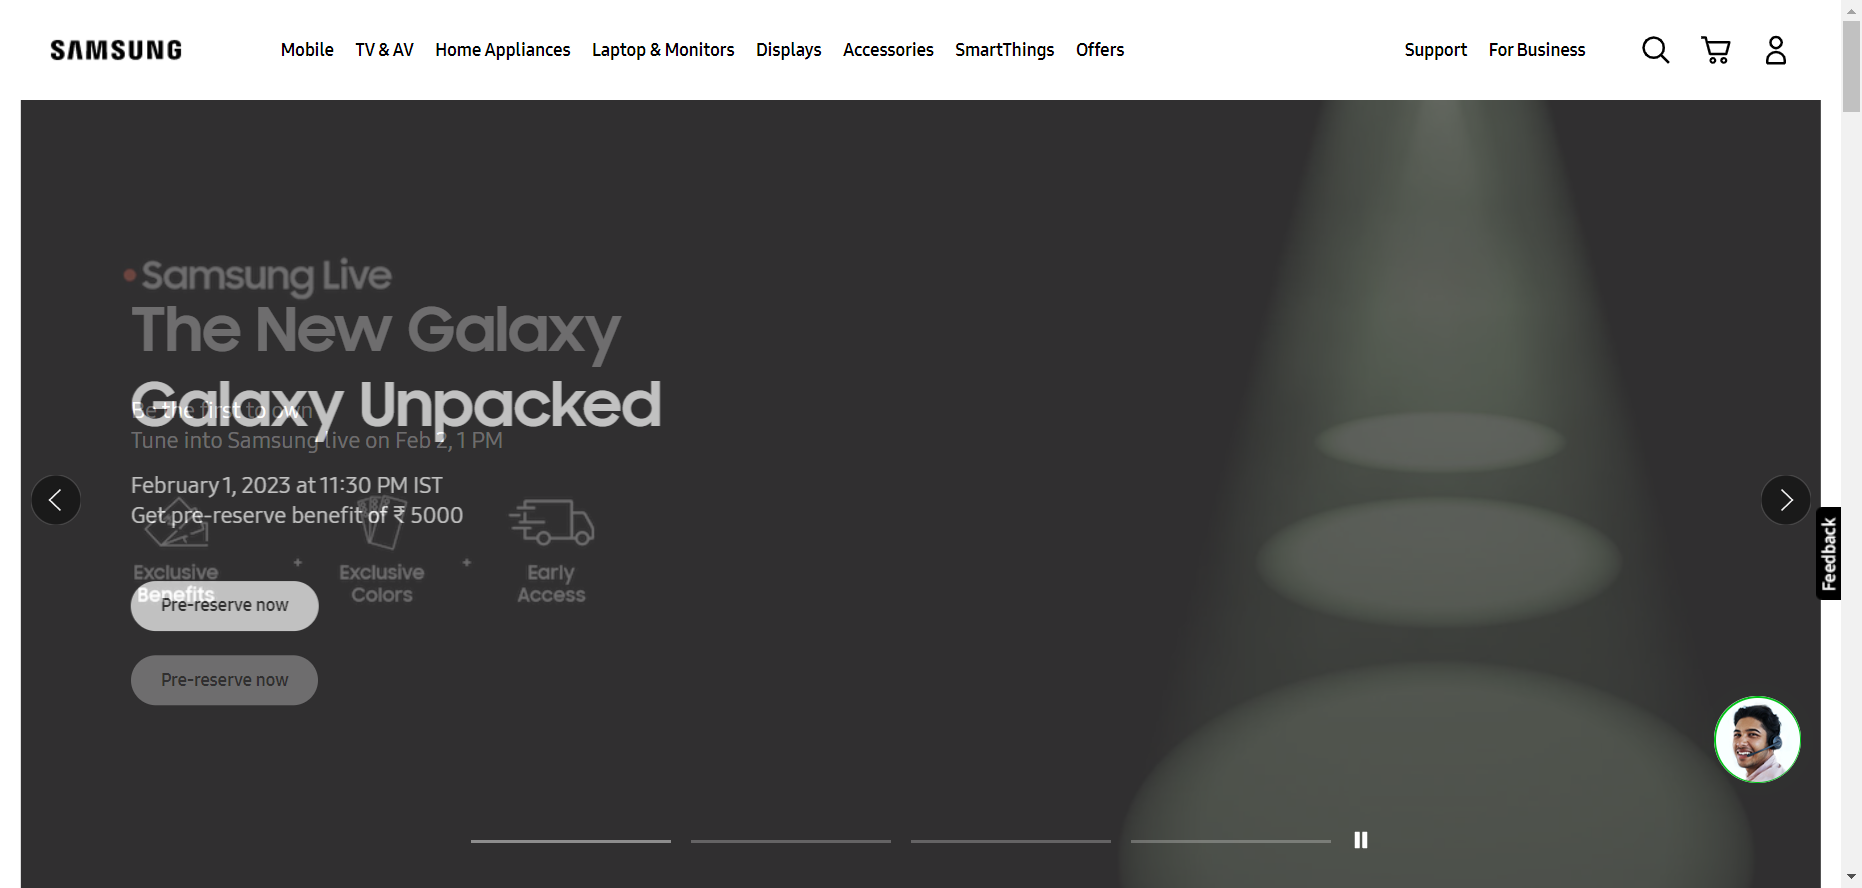 SAMSUNG
Mobile TV & AV Home Appliances Laptop & Monitors Displays Accessories SmartThings Offers Support For Business
Samsung Live
The New Galaxy
Galaxy Unpacked
Be the first to own
Tune into Samsung live on Feb 2, 1 PM
February 1, 2023 at 11:30 PM IST
Get pre-reserve benefit of ₹ 5000
Exclusive
Benefits
+
Exclusive
Colors
+
Early
Access
Pre-reserve now
Pre-reserve now
Feedback